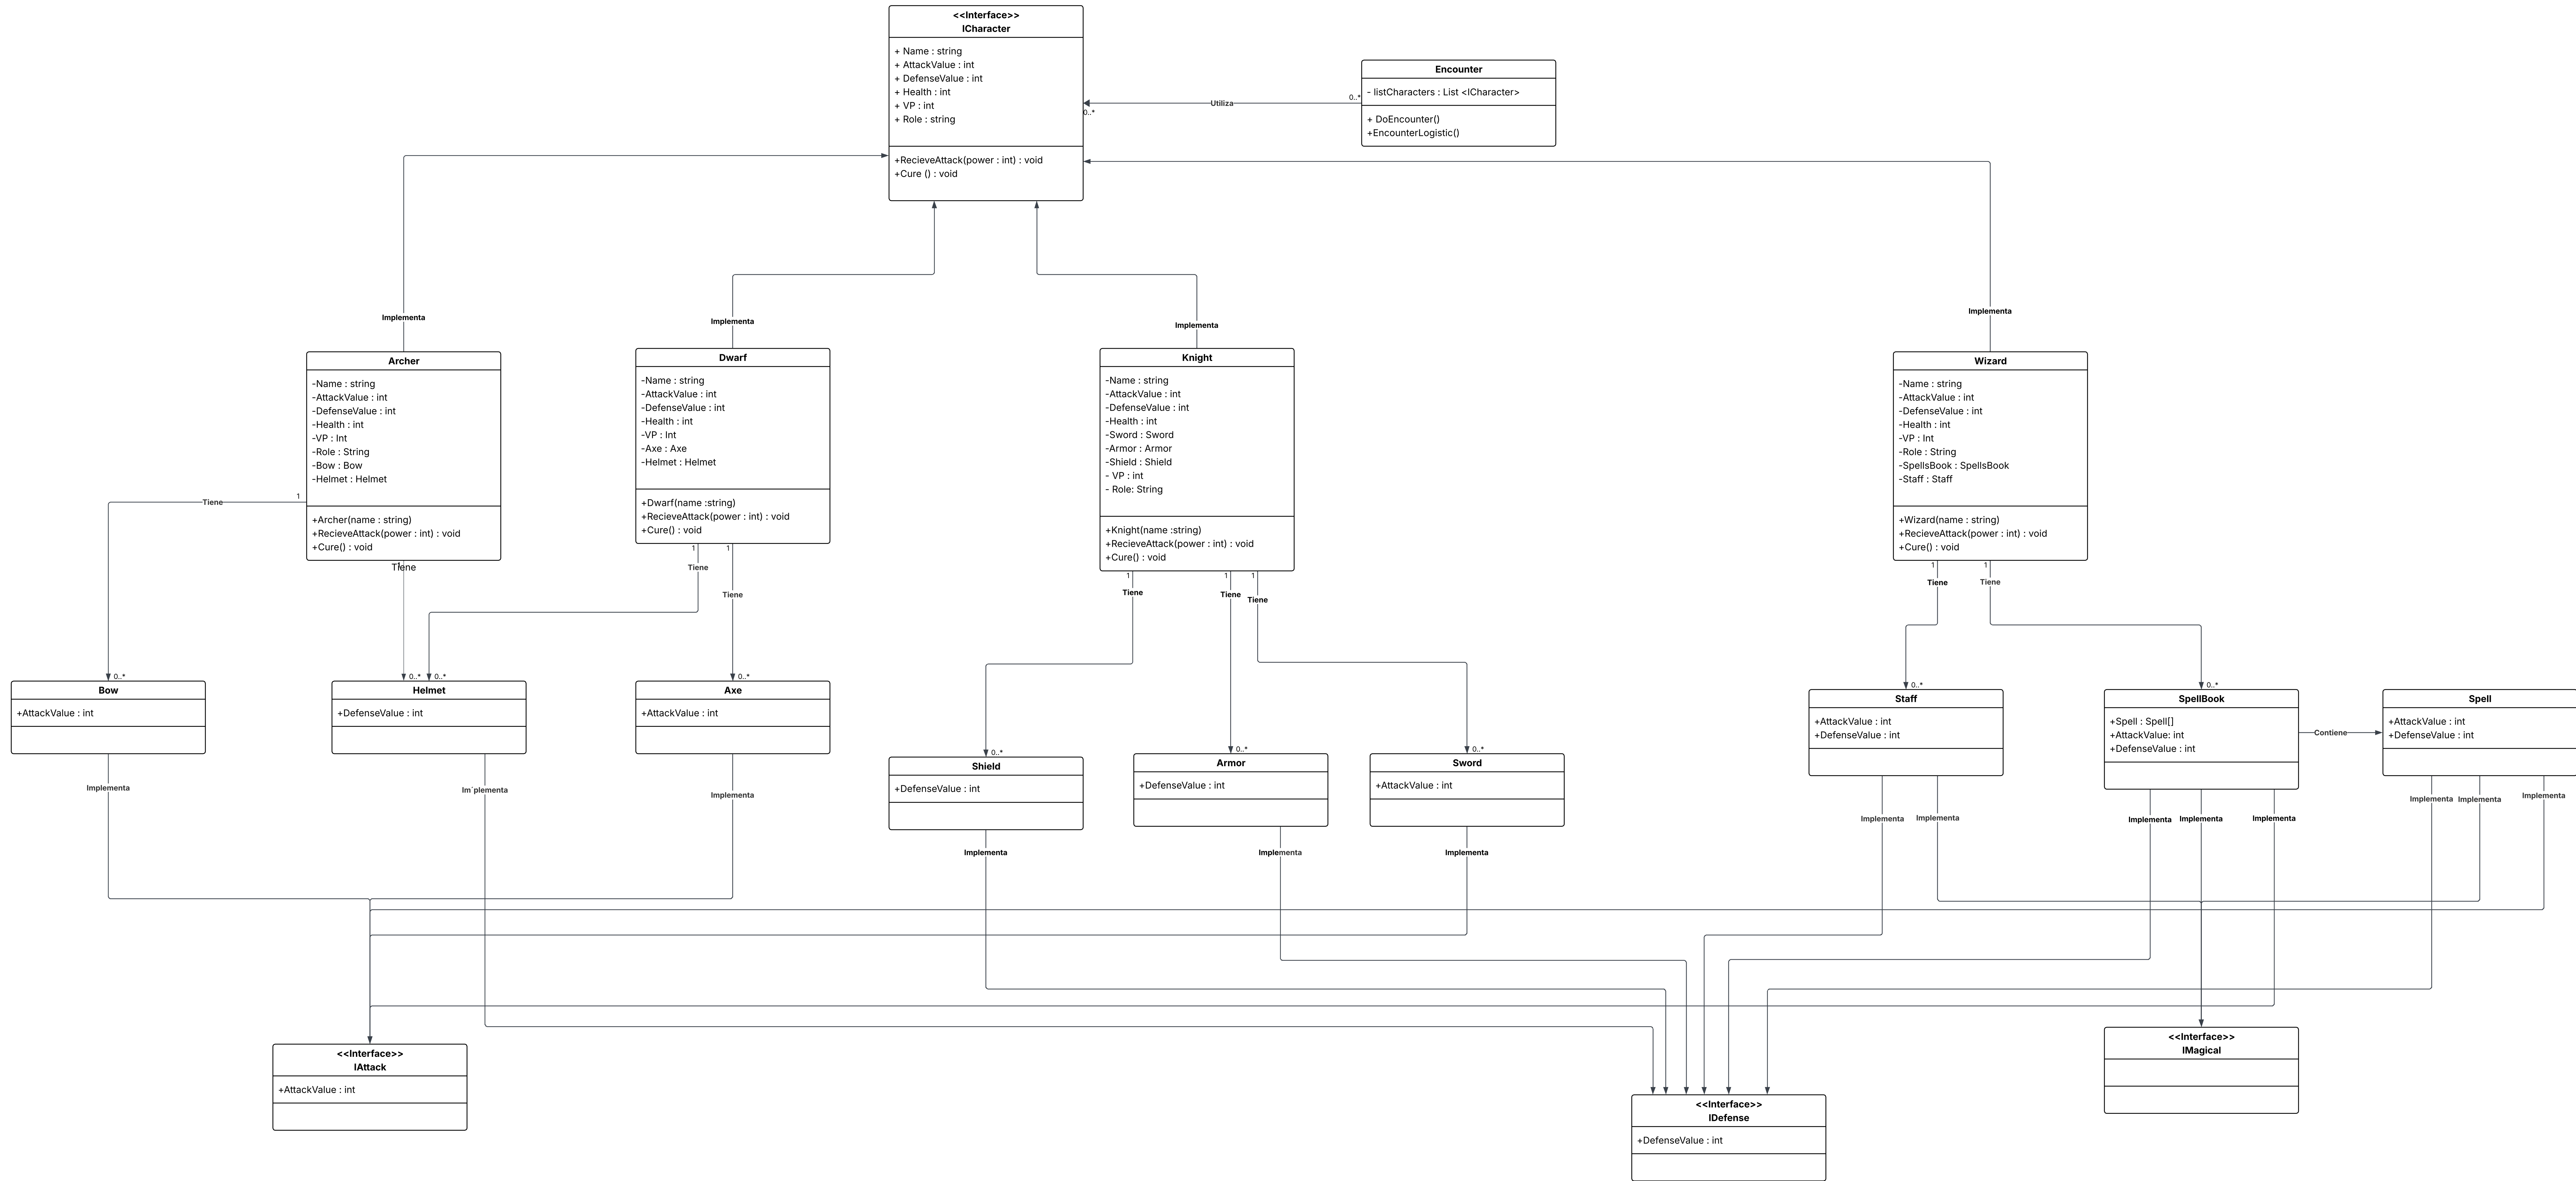 <<Interface>>
ICharacter
+ Name : string
+ AttackValue : int
+ DefenseValue : int
+ Health : int
+ VP : int
+ Role : string
+RecieveAttack(power : int) : void
+Cure () : void
Encounter
- listCharacters : List <ICharacter>
+ DoEncounter()
+EncounterLogistic()
0..*
Utiliza
0..*
Implementa
Implementa
Implementa
Implementa
Archer
-Name : string
-AttackValue : int
-DefenseValue : int
-Health : int
-VP : Int
-Role : String
-Bow : Bow
-Helmet : Helmet
+Archer(name : string)
+RecieveAttack(power : int) : void
+Cure() : void
Dwarf
-Name : string
-AttackValue : int
-DefenseValue : int
-Health : int
-VP : Int
-Axe : Axe
-Helmet : Helmet
+Dwarf(name :string)
+RecieveAttack(power : int) : void
+Cure() : void
Knight
-Name : string
-AttackValue : int
-DefenseValue : int
-Health : int
-Sword : Sword
-Armor : Armor
-Shield : Shield
- VP : int
- Role: String
+Knight(name :string)
+RecieveAttack(power : int) : void
+Cure() : void
Wizard
-Name : string
-AttackValue : int
-DefenseValue : int
-Health : int
-VP : Int
-Role : String
-SpellsBook : SpellsBook
-Staff : Staff
+Wizard(name : string)
+RecieveAttack(power : int) : void
+Cure() : void
Tiene
1
1
Tiene
1
Tiene
1
Tiene
1
Tiene
1
Tiene
1
Tiene
1
Tiene
1
Tiene
0..*
0..*
0..*
0..*
0..*
0..*
0..*
0..*
0..*
Bow
+AttackValue : int
Helmet
+DefenseValue : int
Axe
+AttackValue : int
Shield
+DefenseValue : int
Armor
+DefenseValue : int
Sword
+AttackValue : int
Staff
+AttackValue : int
+DefenseValue : int
SpellBook
+Spell : Spell[]
+AttackValue: int
+DefenseValue : int
Contiene
Spell
+AttackValue : int
+DefenseValue : int
Implementa
Im´plementa
Implementa
Implementa
Implementa
Implementa
Implementa
Implementa
Implementa
Implementa
Implementa
Implementa
Implementa
Implementa
<<Interface>>
IAttack
+AttackValue : int
<<Interface>>
IDefense
+DefenseValue : int
<<Interface>>
IMagical